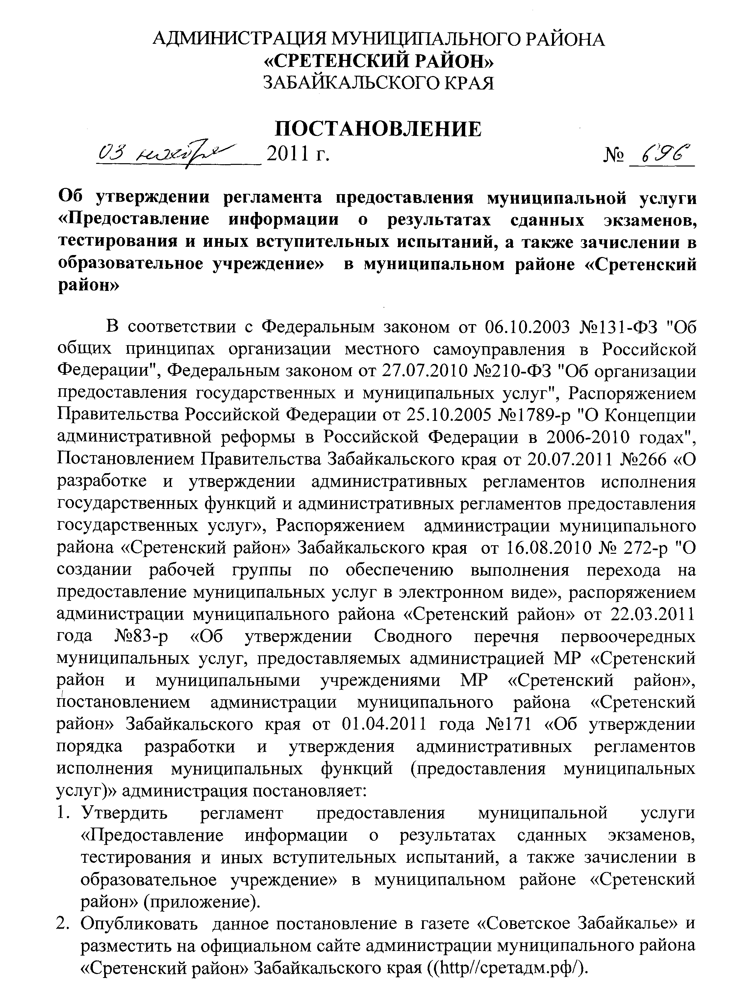 АДМИНИСТРАЦИЯ МУНИЦИПАЛЬНОГО РАЙОНА
«СРЕТЕНСКИЙ РАЙОН»
ЗАБАЙКАЛЬСКОГО КРАЯ
ПОСТАНОВЛЕНИЕ
03 ноября 2011 г. № 696
Об утверждении регламента предоставления муниципальной услуги
«Предоставление информации о результатах сданных экзаменов,
тестирования и иных вступительных испытаний, а также зачислении в
образовательное учреждение» в муниципальном районе «Сретенский
район»
В соответствии с Федеральным законом от 06.10.2003 №131-ФЗ "Об
общих принципах организации местного самоуправления в Российской
Федерации", Федеральным законом от 27.07.2010 №210-ФЗ "Об организации
предоставления государственных и муниципальных услуг", Распоряжением
Правительства Российской Федерации от 25.10.2005 №1789-р "О Концепции
административной реформы в Российской Федерации в 2006-2010 годах",
Постановлением Правительства Забайкальского края от 20.07.2011 №266 «О
разработке и утверждении административных регламентов исполнения
государственных функций и административных регламентов предоставления
государственных услуг», Распоряжением администрации муниципального
района «Сретенский район» Забайкальского края от 16.08.2010 № 272-р "О
создании рабочей группы по обеспечению выполнения перехода на
предоставление муниципальных услуг в электронном виде», распоряжением
администрации муниципального района «Сретенский район» от 22.03.2011
года №83-р «Об утверждении Сводного перечня первоочередных
муниципальных услуг, предоставляемых администрацией МР «Сретенский
район и муниципальными учреждениями МР «Сретенский район»,
постановлением администрации муниципального района «Сретенский
район» Забайкальского края от 01.04.2011 года №171 «Об утверждении
порядка разработки и утверждения административных регламентов
исполнения муниципальных функций (предоставления муниципальных
услуг)» администрация постановляет:
1. Утвердить регламент предоставления муниципальной услуги
«Предоставление информации о результатах сданных экзаменов,
тестирования и иных вступительных испытаний, а также зачислении в
образовательное учреждение» в муниципальном районе «Сретенский
район» (приложение).
2. Опубликовать данное постановление в газете «Советское Забайкалье» и
разместить на официальном сайте администрации муниципального района
«Сретенский район» Забайкальского края ((http//сретадм.рф/).